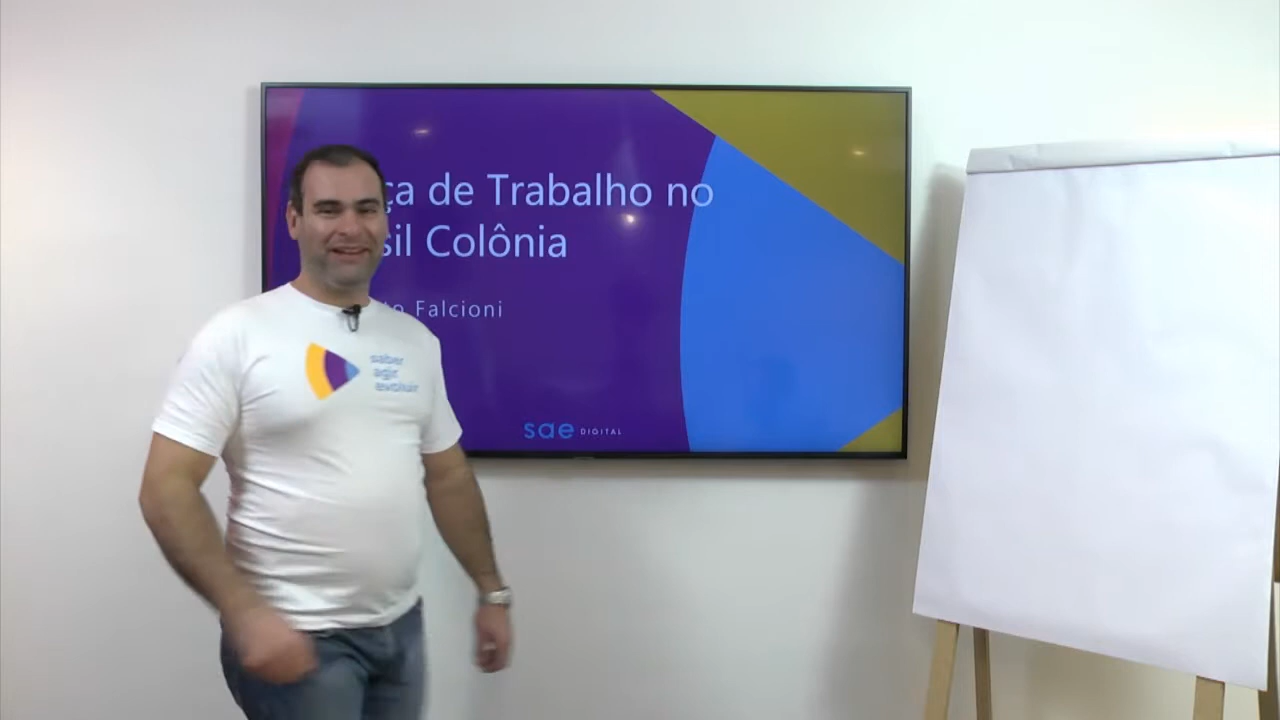 ça de Trabalho no
sil Colônia
to Falcioni
saber
agir
evoluir
sae DIGITAL